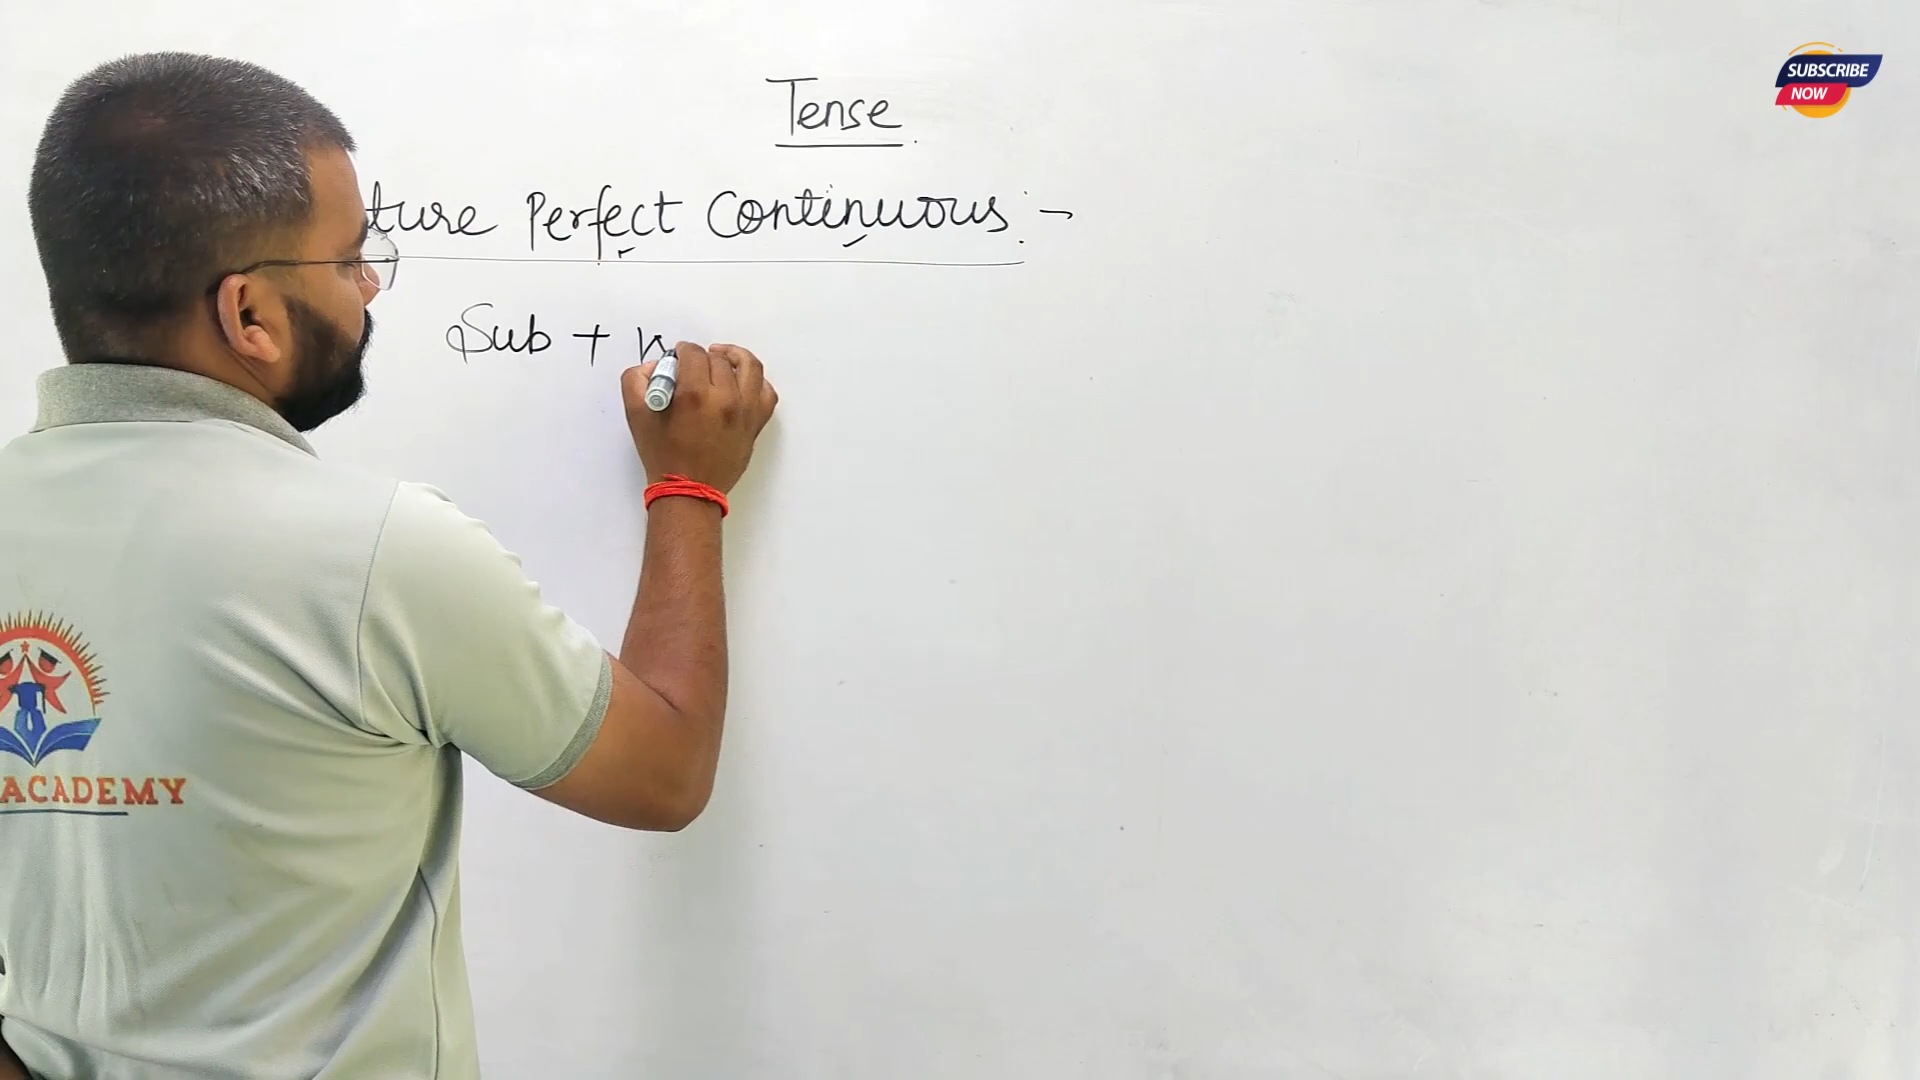 SUBSCRIBE
NOW
Tense
ture Perfect Continuous :-
Sub +
ACADEMY